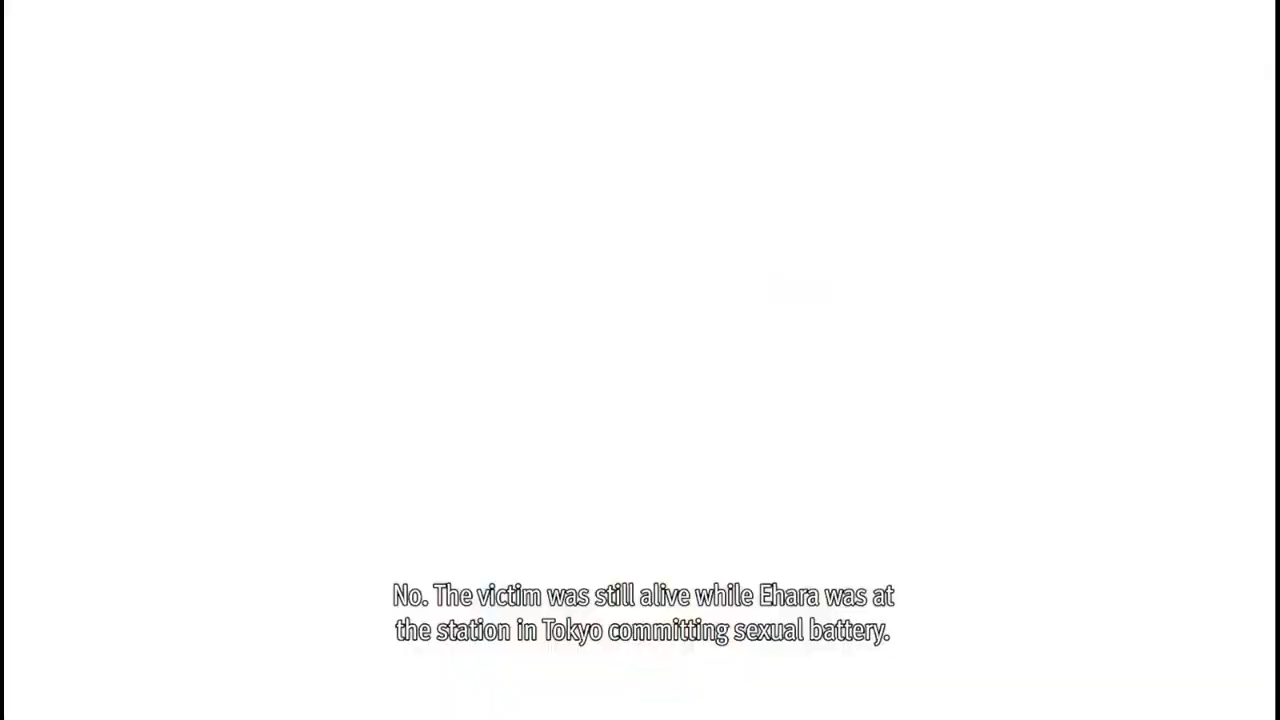 No. The victim was still alive while Ehara was at
the station in Tokyo committing sexual battery.